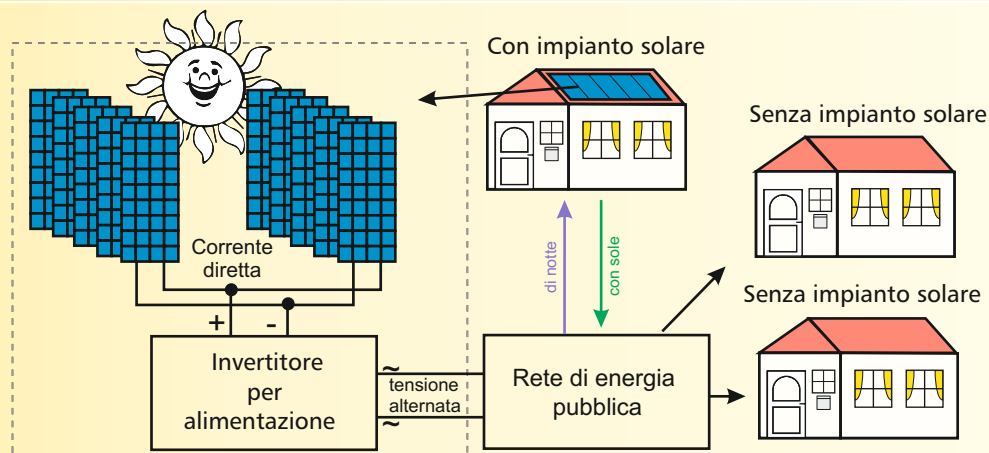 Con impianto solare
Senza impianto solare
Corrente
diretta
di notte
con sole
Senza impianto solare
+ -
Invertitore
per
alimentazione
~
tensione
alternata
~
Rete di energia
pubblica